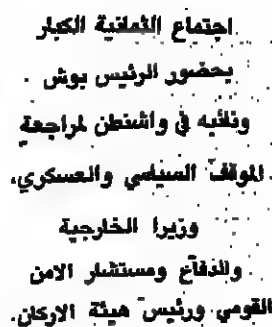 اجتماع الثمانية الكبار
بحضور الرئيس بوش
ونائبه في واشنطن لمراجعة
الموقف السياسي والعسكري،
وزيرا الخارجية
والدفاع ومستشار الامن
القومي ورئيس هيئة الاركان.